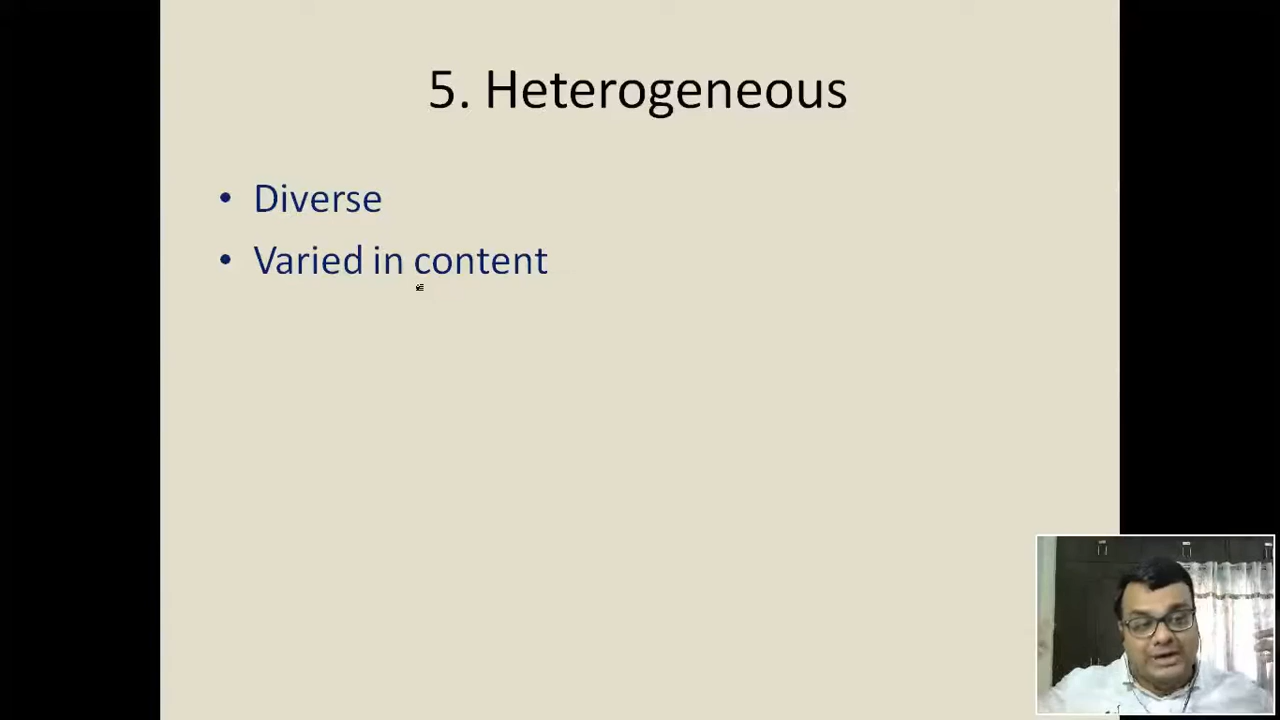 5. Heterogeneous
• Diverse
• Varied in content